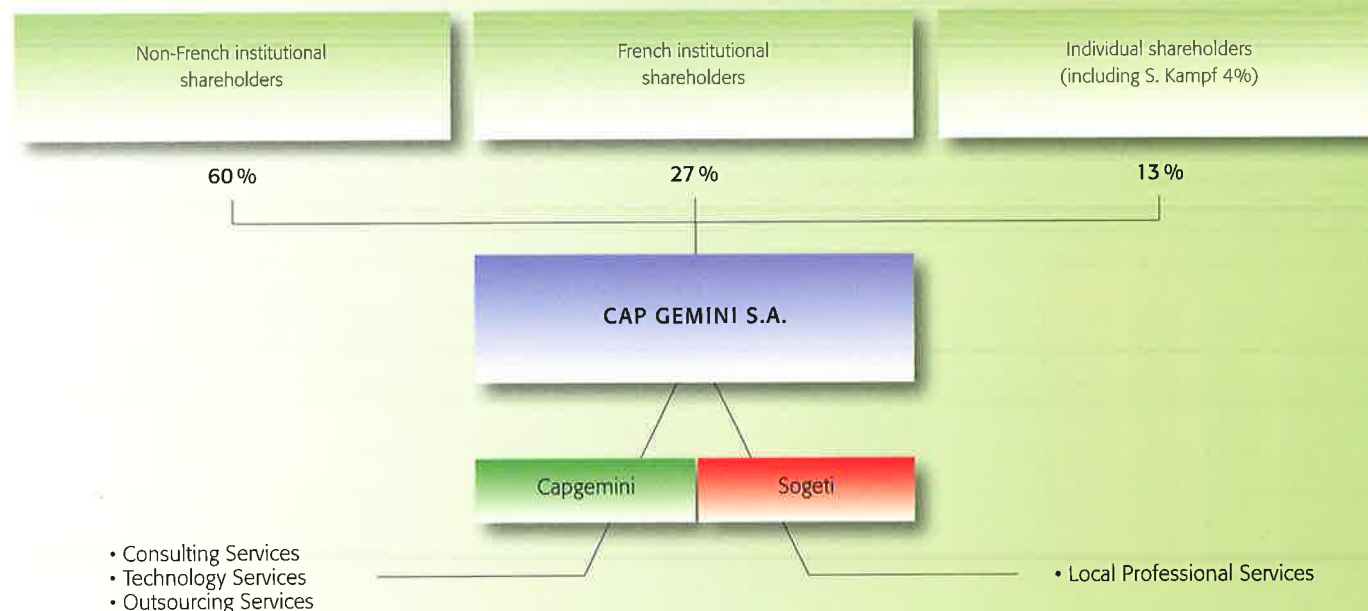 Non-French institutional
shareholders
French institutional
shareholders
Individual shareholders
(including S. Kampf 4%)
60%
27%
13%
CAP GEMINI S.A.
Capgemini
Sogeti
• Consulting Services
• Technology Services
• Outsourcing Services
• Local Professional Services